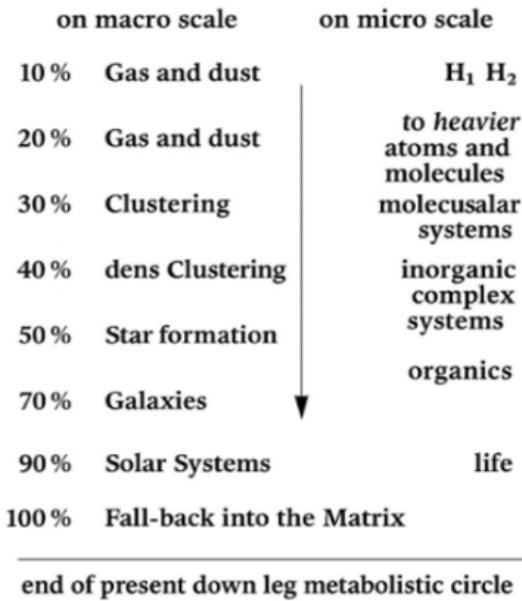 on macro scale on micro scale
10 % Gas and dust H₁ H₂
20 % Gas and dust to heavier
atoms and
molecules
30 % Clustering molecusalar
systems
40 % dens Clustering inorganic
complex
50 % Star formation systems
organics
70 % Galaxies
90 % Solar Systems life
100 % Fall-back into the Matrix
end of present down leg metabolistic circle